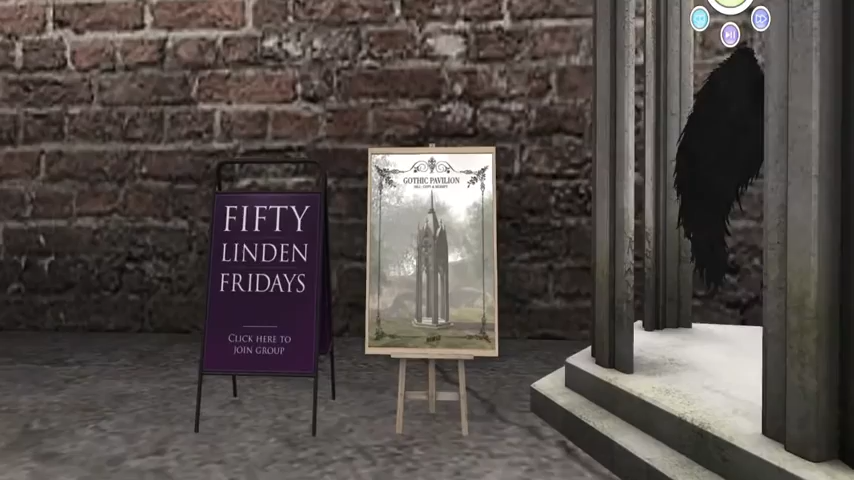 FIFTY
LINDEN
FRIDAYS
CLICK HERE TO
JOIN GROUP
GOTHIC PAVILION